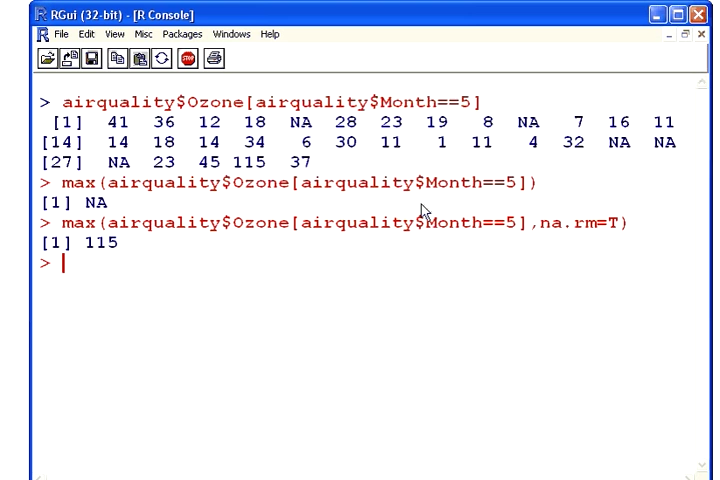 RGui (32-bit) - [R Console]
File Edit View Misc Packages Windows Help
STOP
> airquality$Ozone[airquality$Month==5]
[1] 41 36 12 18 NA 28 23 19 8 NA 7 16 11
[14] 14 18 14 34 6 30 11 1 11 4 32 NA NA
[27] NA 23 45 115 37
> max(airquality$Ozone[airquality$Month==5])
[1] NA
> max(airquality$Ozone[airquality$Month==5],na.rm=T)
[1] 115
>